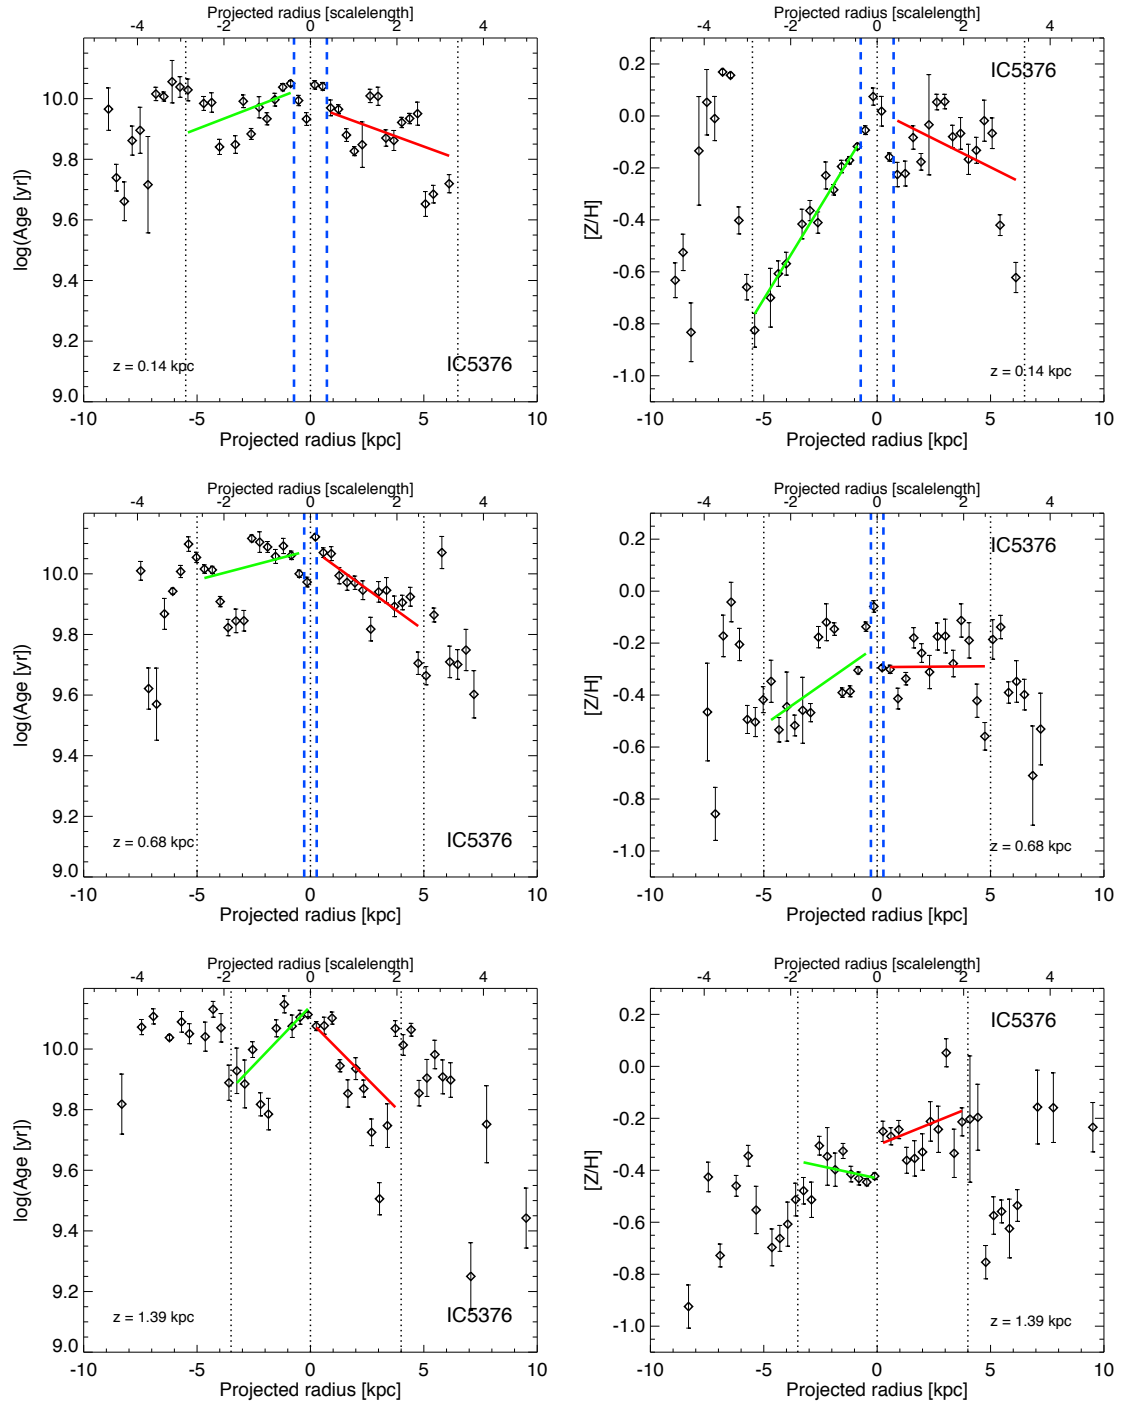 Projected radius [scalelength]
-4 -2 0 2 4
10.0
9.8
9.6
9.4
9.2
9.0
log(Age [yr])
z = 0.14 kpc
IC5376
-10 -5 0 5 10
Projected radius [kpc]
Projected radius [scalelength]
-4 -2 0 2 4
0.2
0.0
-0.2
-0.4
-0.6
-0.8
-1.0
[Z/H]
IC5376
z = 0.14 kpc
-10 -5 0 5 10
Projected radius [kpc]
Projected radius [scalelength]
-4 -2 0 2 4
10.0
9.8
9.6
9.4
9.2
9.0
log(Age [yr])
z = 0.68 kpc
IC5376
-10 -5 0 5 10
Projected radius [kpc]
Projected radius [scalelength]
-4 -2 0 2 4
0.2
0.0
-0.2
-0.4
-0.6
-0.8
-1.0
[Z/H]
IC5376
z = 0.68 kpc
-10 -5 0 5 10
Projected radius [kpc]
Projected radius [scalelength]
-4 -2 0 2 4
10.0
9.8
9.6
9.4
9.2
9.0
log(Age [yr])
z = 1.39 kpc
IC5376
-10 -5 0 5 10
Projected radius [kpc]
Projected radius [scalelength]
-4 -2 0 2 4
0.2
0.0
-0.2
-0.4
-0.6
-0.8
-1.0
[Z/H]
IC5376
z = 1.39 kpc
-10 -5 0 5 10
Projected radius [kpc]